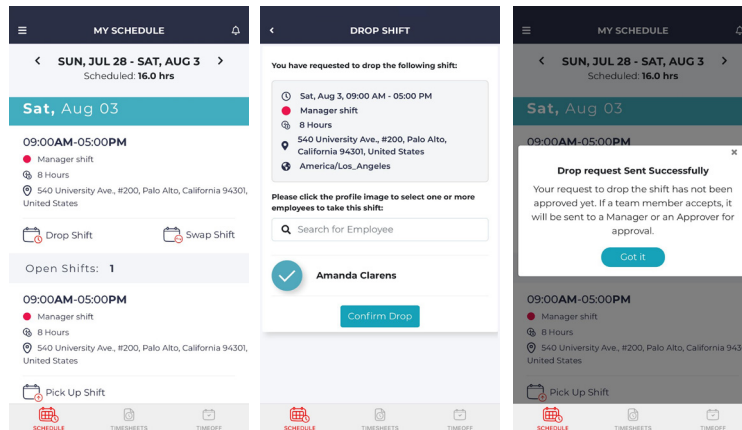 MY SCHEDULE
SUN, JUL 28 - SAT, AUG 3
Scheduled: 16.0 hrs
Sat, Aug 03
09:00AM-05:00PM
Manager shift
8 Hours
540 University Ave., #200, Palo Alto, California 94301,
United States
Drop Shift
Swap Shift
Open Shifts: 1
09:00AM-05:00PM
Manager shift
8 Hours
540 University Ave., #200, Palo Alto, California 94301,
United States
Pick Up Shift
SCHEDULE
TIMESHEETS
TIMEOFF
DROP SHIFT
You have requested to drop the following shift:
Sat, Aug 3, 09:00 AM - 05:00 PM
Manager shift
8 Hours
540 University Ave., #200, Palo Alto,
California 94301, United States
America/Los_Angeles
Please click the profile image to select one or more
employees to take this shift:
Search for Employee
Amanda Clarens
Confirm Drop
SCHEDULE
TIMESHEETS
TIMEOFF
MY SCHEDULE
SUN, JUL 28 - SAT, AUG 3
Scheduled: 16.0 hrs
Sat, Aug 03
09:00AM-05:00PM
Drop request Sent Successfully
Your request to drop the shift has not been
approved yet. If a team member accepts, it
will be sent to a Manager or an Approver for
approval.
Got it
09:00AM-05:00PM
Manager shift
8 Hours
540 University Ave., #200, Palo Alto, California 943
United States
Pick Up Shift
SCHEDULE
TIMESHEETS
TIMEOFF